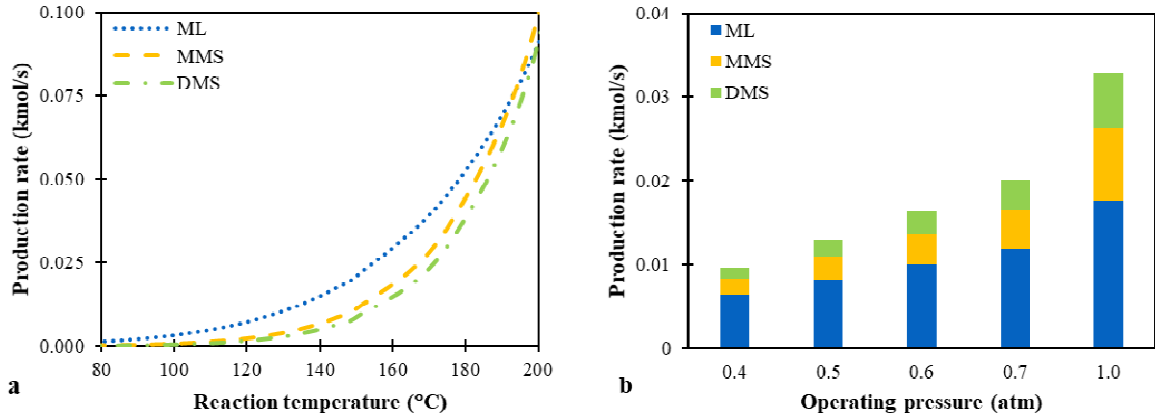 Production rate (kmol/s)
0.100
0.075
0.050
0.025
0.000
ML
MMS
DMS
80 100 120 140 160 180 200
Reaction temperature (°C)
a
Production rate (kmol/s)
0.04
0.03
0.02
0.01
0
ML
MMS
DMS
0.4 0.5 0.6 0.7 1.0
Operating pressure (atm)
b